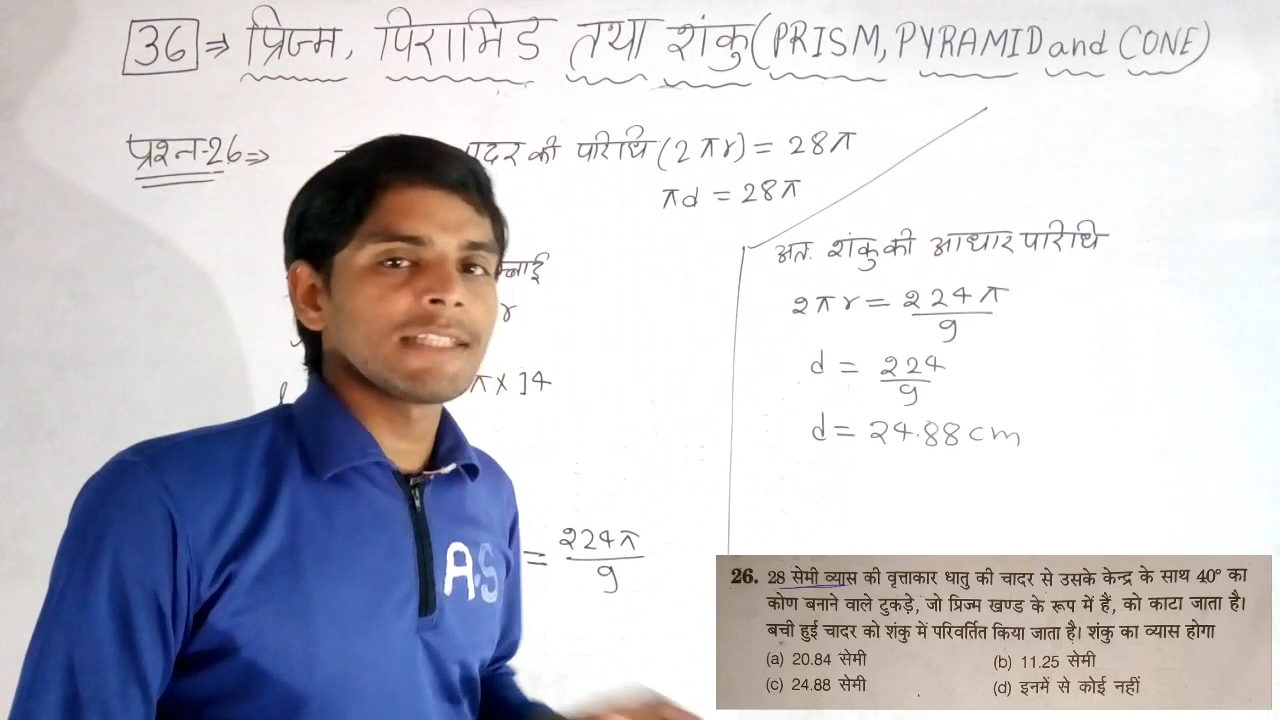 36 ⇒ प्रिज्म, पिरामिड तथा शंकु (PRISM, PYRAMID and CONE)
प्रश्न-26 ⇒
की परिधि (2πr) = 28π
πd = 28π
r
π × 14
= 224π/9
अतः शंकु की आधार परिधि
2πr = 224π/9
d = 224/9
d = 24.88 cm
A.S
26. 28 सेमी व्यास की वृत्ताकार धातु की चादर से उसके केन्द्र के साथ 40° का
कोण बनाने वाले टुकड़े, जो प्रिज्म खण्ड के रूप में हैं, को काटा जाता है।
बची हुई चादर को शंकु में परिवर्तित किया जाता है। शंकु का व्यास होगा
(a) 20.84 सेमी (b) 11.25 सेमी
(c) 24.88 सेमी (d) इनमें से कोई नहीं